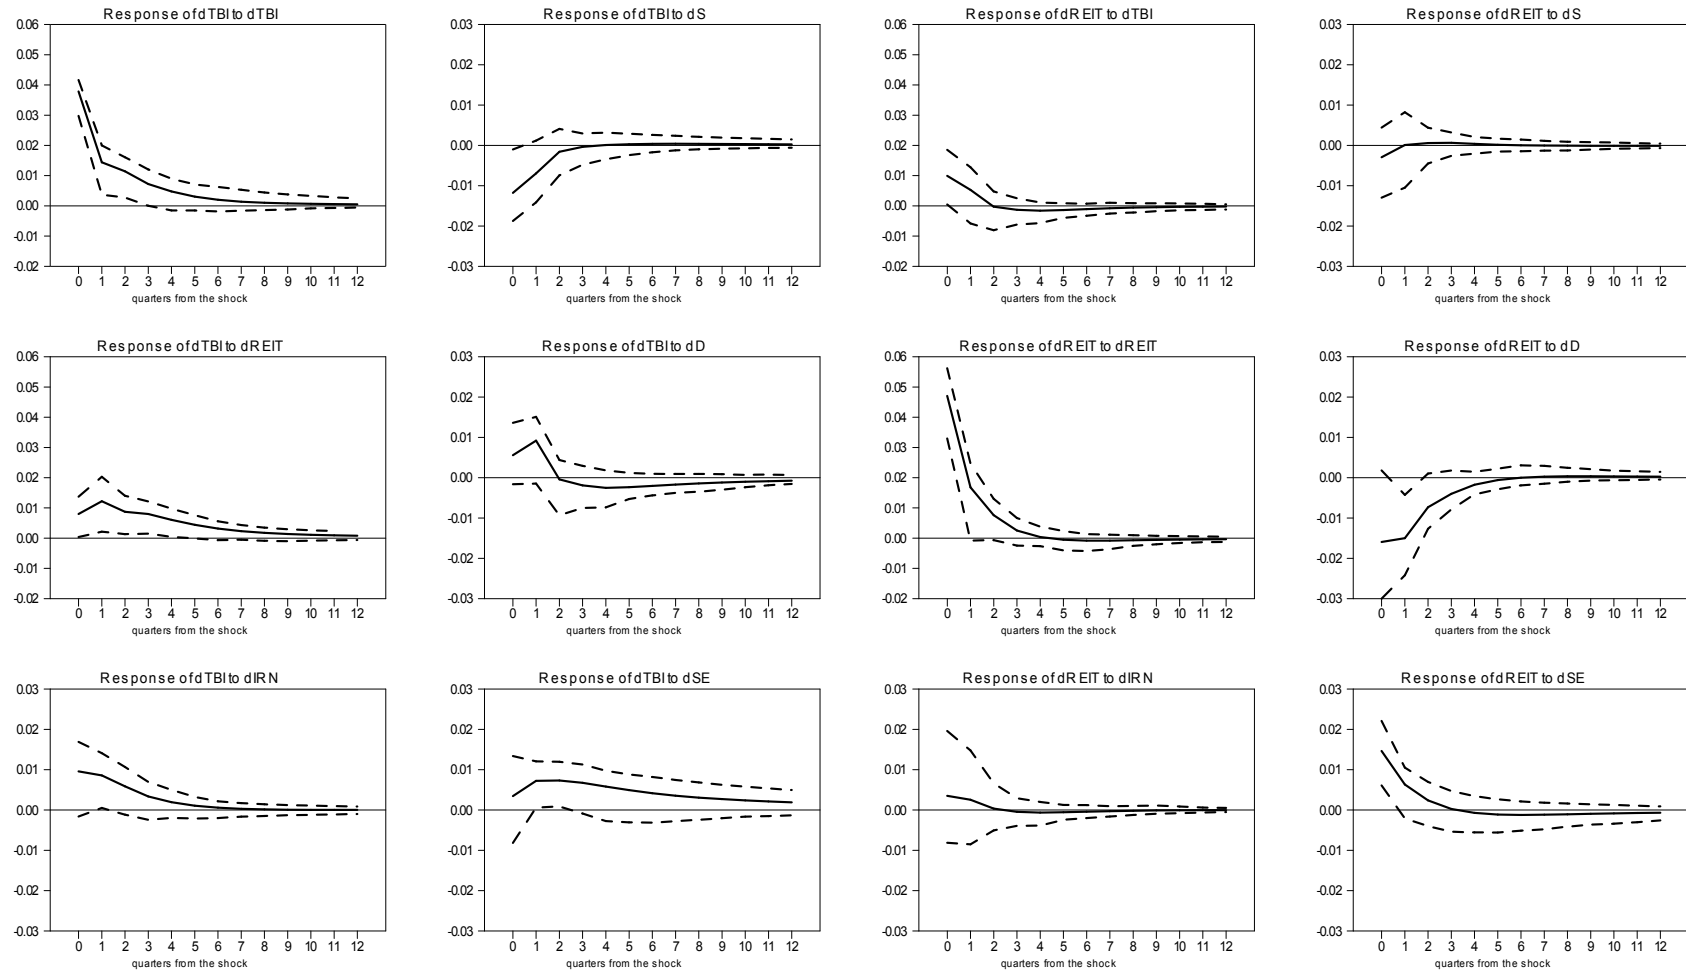 Response of dTBI to dTBI
0.06
0.05
0.04
0.03
0.02
0.01
0.00
-0.01
-0.02
0 1 2 3 4 5 6 7 8 9 10 11 12
quarters from the shock
Response of dTBI to dS
0.03
0.02
0.01
0.00
-0.01
-0.02
-0.03
0 1 2 3 4 5 6 7 8 9 10 11 12
quarters from the shock
Response of dREIT to dTBI
0.06
0.05
0.04
0.03
0.02
0.01
0.00
-0.01
-0.02
0 1 2 3 4 5 6 7 8 9 10 11 12
quarters from the shock
Response of dREIT to dS
0.03
0.02
0.01
0.00
-0.01
-0.02
-0.03
0 1 2 3 4 5 6 7 8 9 10 11 12
quarters from the shock
Response of dTBI to dREIT
0.06
0.05
0.04
0.03
0.02
0.01
0.00
-0.01
-0.02
0 1 2 3 4 5 6 7 8 9 10 11 12
quarters from the shock
Response of dTBI to dD
0.03
0.02
0.01
0.00
-0.01
-0.02
-0.03
0 1 2 3 4 5 6 7 8 9 10 11 12
quarters from the shock
Response of dREIT to dREIT
0.06
0.05
0.04
0.03
0.02
0.01
0.00
-0.01
-0.02
0 1 2 3 4 5 6 7 8 9 10 11 12
quarters from the shock
Response of dREIT to dD
0.03
0.02
0.01
0.00
-0.01
-0.02
-0.03
0 1 2 3 4 5 6 7 8 9 10 11 12
quarters from the shock
Response of dTBI to dIRN
0.03
0.02
0.01
0.00
-0.01
-0.02
-0.03
0 1 2 3 4 5 6 7 8 9 10 11 12
quarters from the shock
Response of dTBI to dSE
0.03
0.02
0.01
0.00
-0.01
-0.02
-0.03
0 1 2 3 4 5 6 7 8 9 10 11 12
quarters from the shock
Response of dREIT to dIRN
0.03
0.02
0.01
0.00
-0.01
-0.02
-0.03
0 1 2 3 4 5 6 7 8 9 10 11 12
quarters from the shock
Response of dREIT to dSE
0.03
0.02
0.01
0.00
-0.01
-0.02
-0.03
0 1 2 3 4 5 6 7 8 9 10 11 12
quarters from the shock